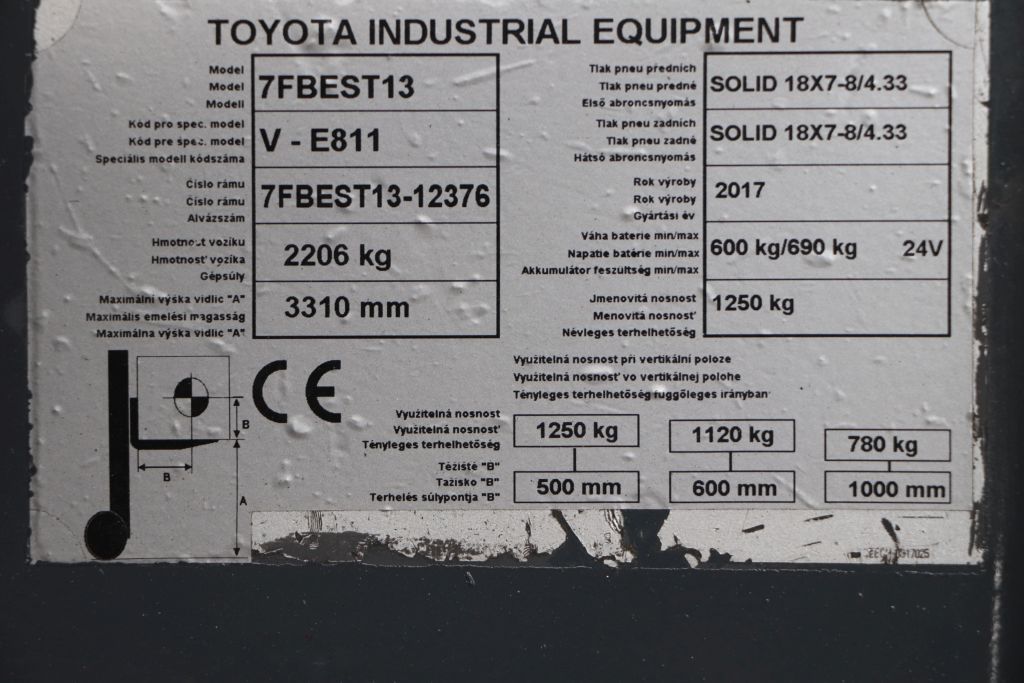 TOYOTA INDUSTRIAL EQUIPMENT
Model
Model
Modell
7FBEST13
Kód pro spec. model
Kód pre spec. model
Speciális modell kódszáma
V - E811
Číslo rámu
Číslo rámu
Alvázszám
7FBEST13-12376
Hmotnost vozíku
Hmotnosť vozíka
Gépsúly
2206 kg
Maximální výška vidlic "A"
Maximális emelési magasság
Maximálna výška vidlic "A"
3310 mm
Tlak pneu předních
Tlak pneu predné
Első abroncsnyomás
SOLID 18X7-8/4.33
Tlak pneu zadních
Tlak pneu zadné
Hátsó abroncsnyomás
SOLID 18X7-8/4.33
Rok výroby
Rok výroby
Gyártási év
2017
Váha baterie min/max
Napatie batérie min/max
Akkumulátor feszültség min/max
600 kg/690 kg 24V
Jmenovitá nosnost
Menovitá nosnosť
Névleges terhelhetőség
1250 kg
B
B
A
CE
Využitelná nosnost při vertikální poloze
Využitelná nosnosť vo vertikálnej polohe
Tényleges terhelhetőség függőleges irányban
Využitelná nosnost
Využitelná nosnosť
Tényleges terhelhetőség
1250 kg 1120 kg 780 kg
Těžiště "B"
Tažisko "B"
Terhelés súlypontja "B"
500 mm 600 mm 1000 mm